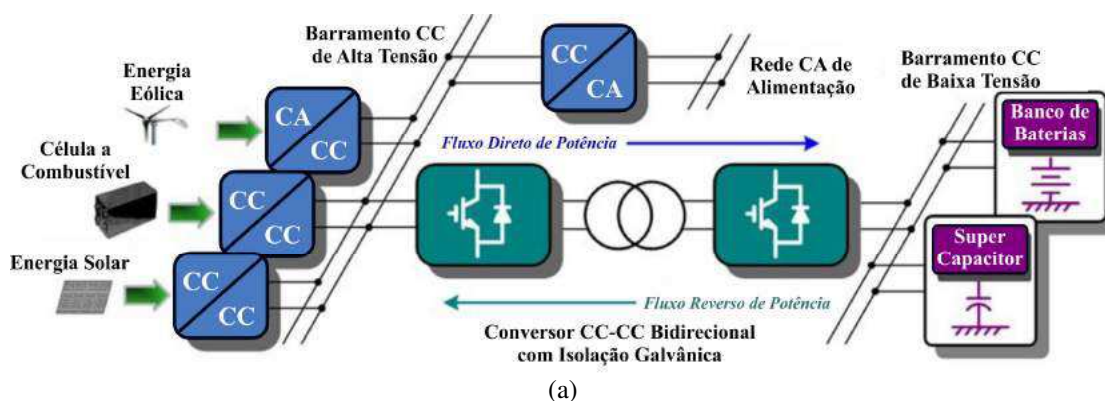 Barramento CC
de Alta Tensão
Energia
Eólica
CA
CC
Célula a
Combustível
CC
CC
Energia Solar
CC
CC
CC
CA
Rede CA de
Alimentação
Barramento CC
de Baixa Tensão
Banco de
Baterias
Super
Capacitor
Fluxo Direto de Potência
Fluxo Reverso de Potência
Conversor CC-CC Bidirecional
com Isolação Galvânica
(a)